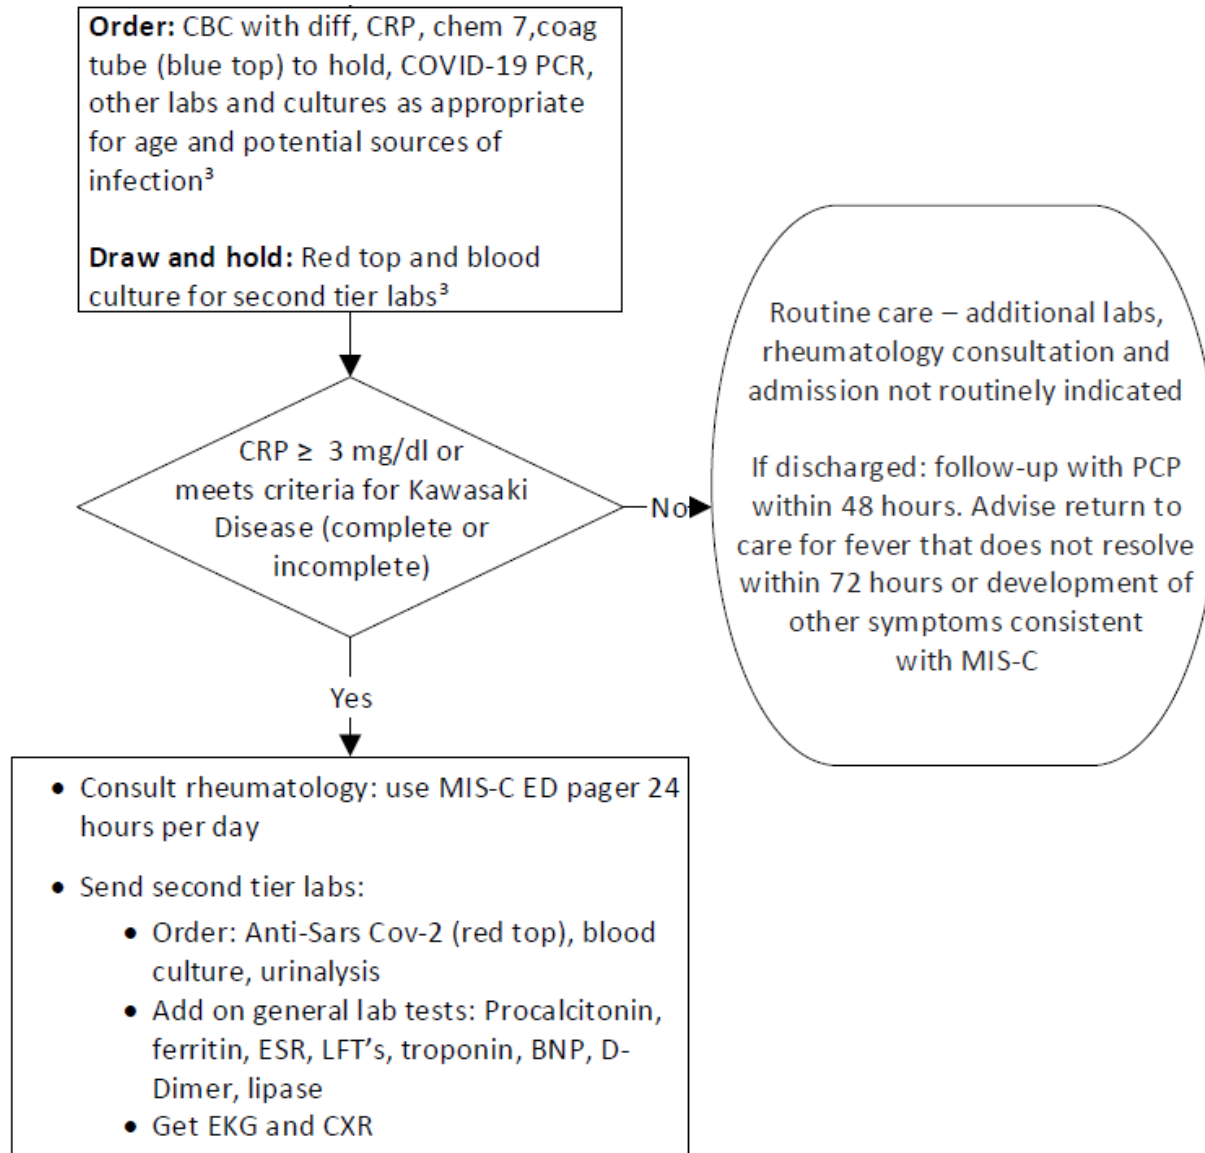 Order: CBC with diff, CRP, chem 7,coag
tube (blue top) to hold, COVID-19 PCR,
other labs and cultures as appropriate
for age and potential sources of
infection³
Draw and hold: Red top and blood
culture for second tier labs³
CRP ≥ 3 mg/dl or
meets criteria for Kawasaki
Disease (complete or
incomplete)
No
Routine care – additional labs,
rheumatology consultation and
admission not routinely indicated
If discharged: follow-up with PCP
within 48 hours. Advise return to
care for fever that does not resolve
within 72 hours or development of
other symptoms consistent
with MIS-C
Yes
• Consult rheumatology: use MIS-C ED pager 24
hours per day
• Send second tier labs:
• Order: Anti-Sars Cov-2 (red top), blood
culture, urinalysis
• Add on general lab tests: Procalcitonin,
ferritin, ESR, LFT’s, troponin, BNP, D-
Dimer, lipase
• Get EKG and CXR